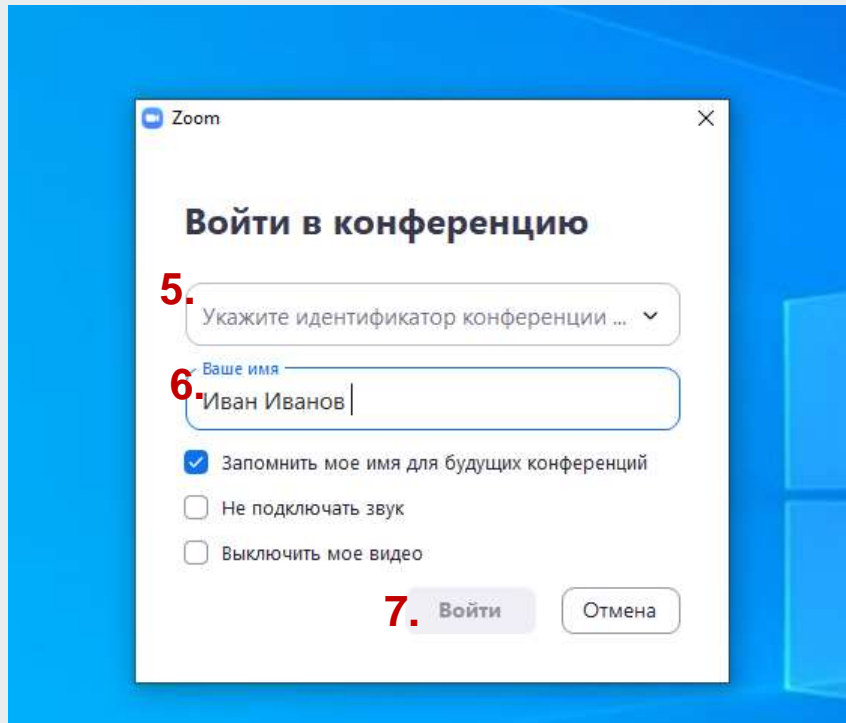 Zoom
Войти в конференцию
5.
Укажите идентификатор конференции ...
Ваше имя
6.
Иван Иванов
Запомнить мое имя для будущих конференций
Не подключать звук
Выключить мое видео
7. Войти Отмена